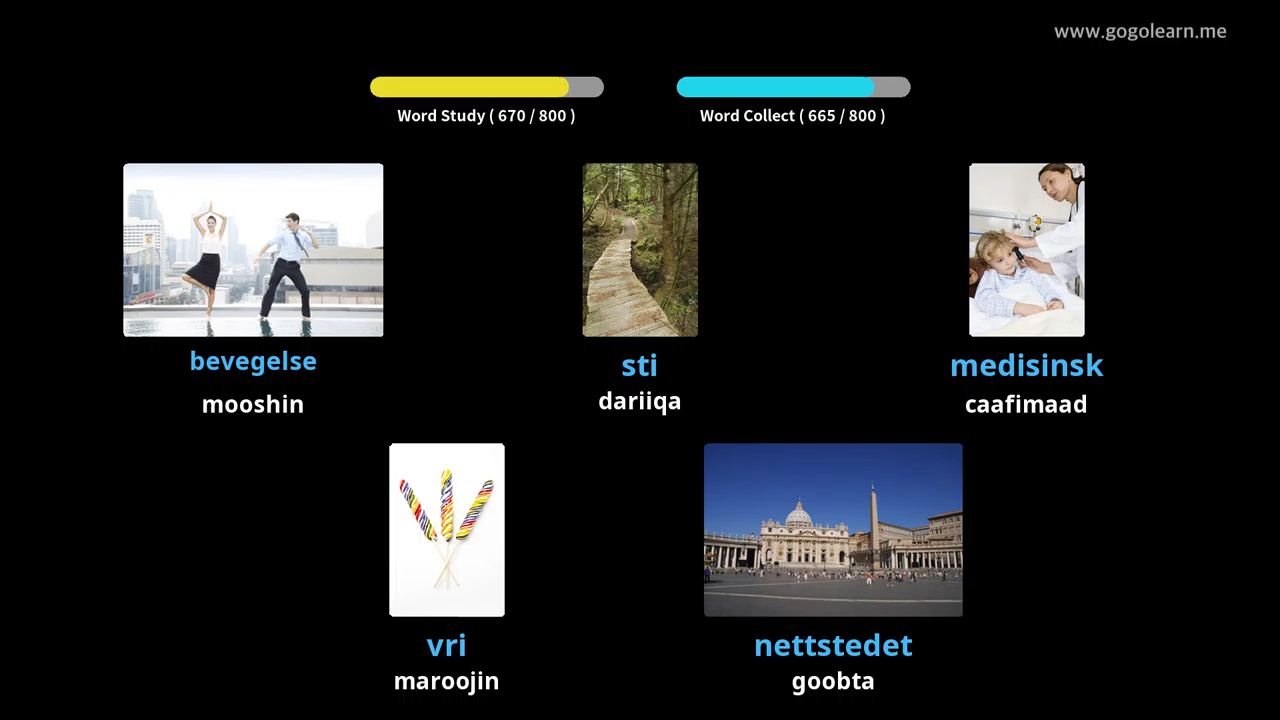 www.gogolearn.me
Word Study ( 670 / 800 )
Word Collect ( 665 / 800 )
bevegelse
mooshin
sti
dariiqa
medisinsk
caafimaad
vri
maroojin
nettstedet
goobta